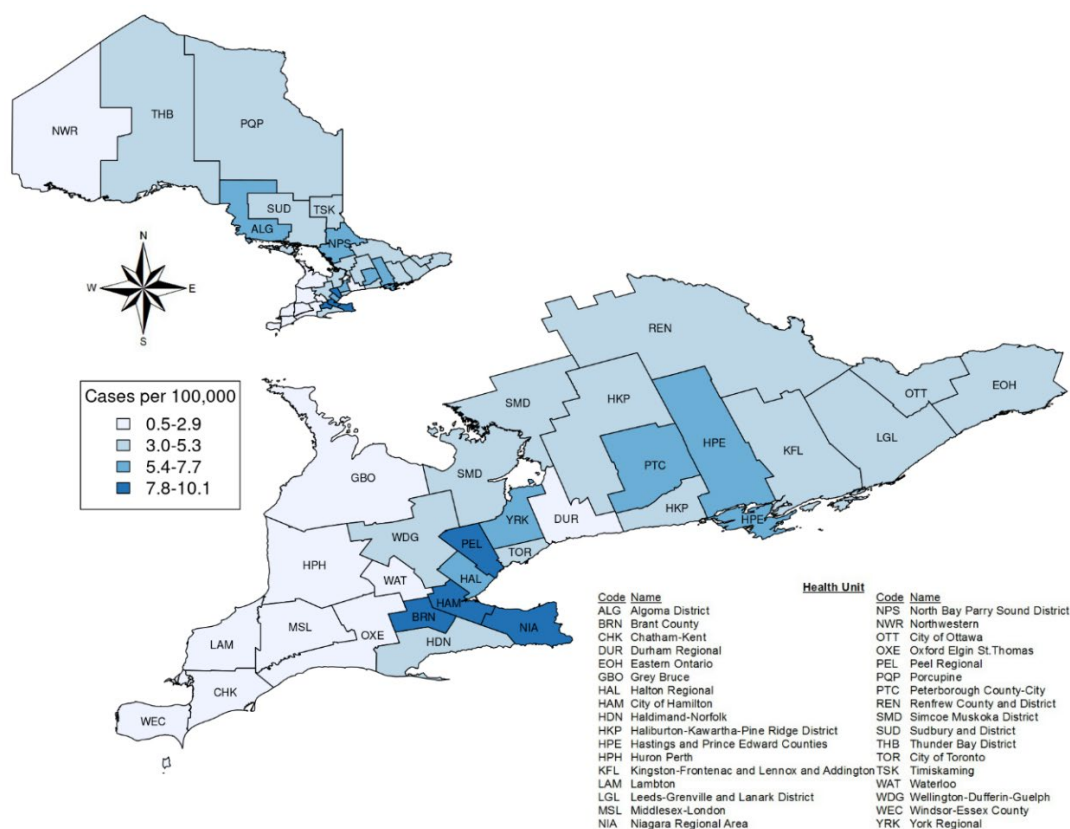 NWR
THB
PQP
SUD
TSK
ALG
NPS
N
W
E
S
REN
OTT
EOH
SMD
HKP
Cases per 100,000
0.5-2.9
3.0-5.3
5.4-7.7
7.8-10.1
HPE
LGL
KFL
PTC
SMD
GBO
HKP
HPE
DUR
YRK
WDG
PEL
TOR
HPH
WAT
HAL
HAM
BRN
NIA
MSL
OXE
HDN
LAM
CHK
WEC
Health Unit
Code Name
ALG Algoma District
BRN Brant County
CHK Chatham-Kent
DUR Durham Regional
EOH Eastern Ontario
GBO Grey Bruce
HAL Halton Regional
HAM City of Hamilton
HDN Haldimand-Norfolk
HKP Haliburton-Kawartha-Pine Ridge District
HPE Hastings and Prince Edward Counties
HPH Huron Perth
KFL Kingston-Frontenac and Lennox and Addington
LAM Lambton
LGL Leeds-Grenville and Lanark District
MSL Middlesex-London
NIA Niagara Regional Area
Code Name
NPS North Bay Parry Sound District
NWR Northwestern
OTT City of Ottawa
OXE Oxford Elgin St.Thomas
PEL Peel Regional
PQP Porcupine
PTC Peterborough County-City
REN Renfrew County and District
SMD Simcoe Muskoka District
SUD Sudbury and District
THB Thunder Bay District
TOR City of Toronto
TSK Timiskaming
WAT Waterloo
WDG Wellington-Dufferin-Guelph
WEC Windsor-Essex County
YRK York Regional